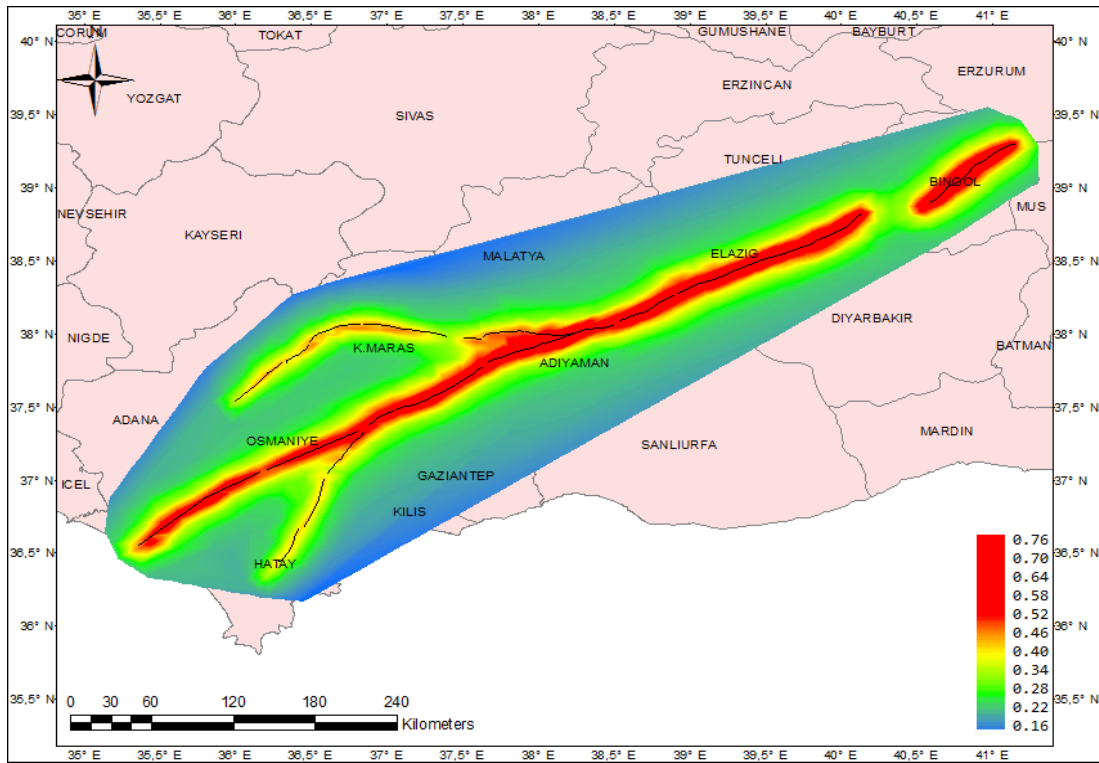 35° E 35,5° E 36° E 36,5° E 37° E 37,5° E 38° E 38,5° E 39° E 39,5° E 40° E 40,5° E 41° E
40° N CORUM N TOKAT GUMUSHANE BAYBURT 40° N
YOZGAT ERZINCAN ERZURUM
39,5° N SIVAS 39,5° N
TUNCELI
39° N BINGOL 39° N
NEVSEHIR KAYSERI MUS
38,5° N MALATYA ELAZIG 38,5° N
DIYARBAKIR
38° N NIGDE K.MARAS BATMAN 38° N
ADIYAMAN
37,5° N ADANA OSMANIYE SANLIURFA MARDIN 37,5° N
37° N ICEL GAZIANTEP 37° N
KILIS
36,5° N HATAY 36,5° N
0.76
0.70
0.64
0.58
0.52
36° N 0.46 36° N
0.40
0.34
35,5° N 0.28 35,5° N
0 30 60 120 180 240 0.22
Kilometers 0.16
35° E 35,5° E 36° E 36,5° E 37° E 37,5° E 38° E 38,5° E 39° E 39,5° E 40° E 40,5° E 41° E